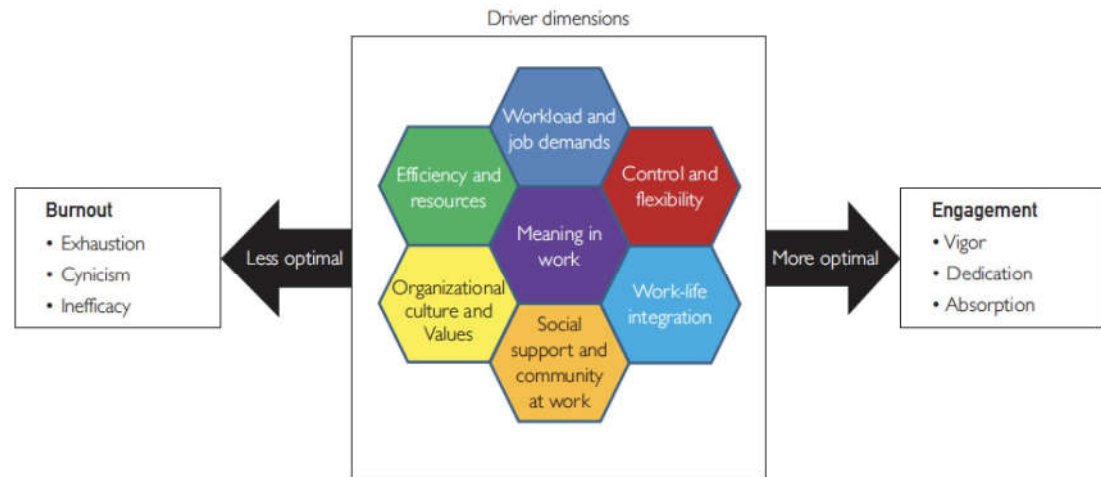 Driver dimensions
Workload and
job demands
Efficiency and
resources
Control and
flexibility
Meaning in
work
Organizational
culture and
Values
Work-life
integration
Social
support and
community
at work
Burnout
• Exhaustion
• Cynicism
• Inefficacy
Less optimal
More optimal
Engagement
• Vigor
• Dedication
• Absorption